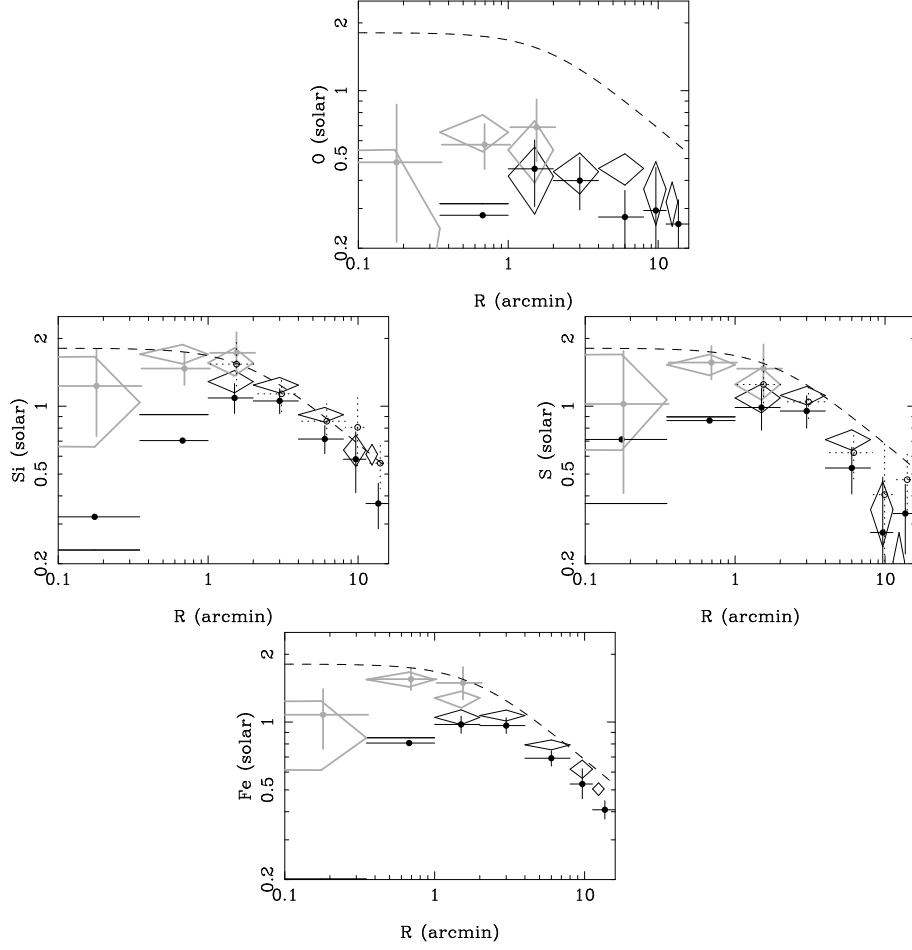 2
1
0.5
0.2
O (solar)
0.1 1 10
R (arcmin)
2 2
1 1
0.5 0.5
0.2 0.2
Si (solar) S (solar)
0.1 1 10 0.1 1 10
R (arcmin) R (arcmin)
2
1
0.5
0.2
Fe (solar)
0.1 1 10
R (arcmin)